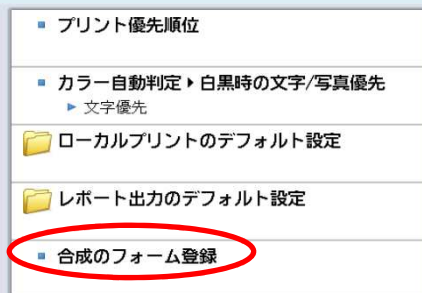 プリント優先順位
カラー自動判定▶白黒時の文字/写真優先
▶ 文字優先
ローカルプリントのデフォルト設定
レポート出力のデフォルト設定
合成のフォーム登録